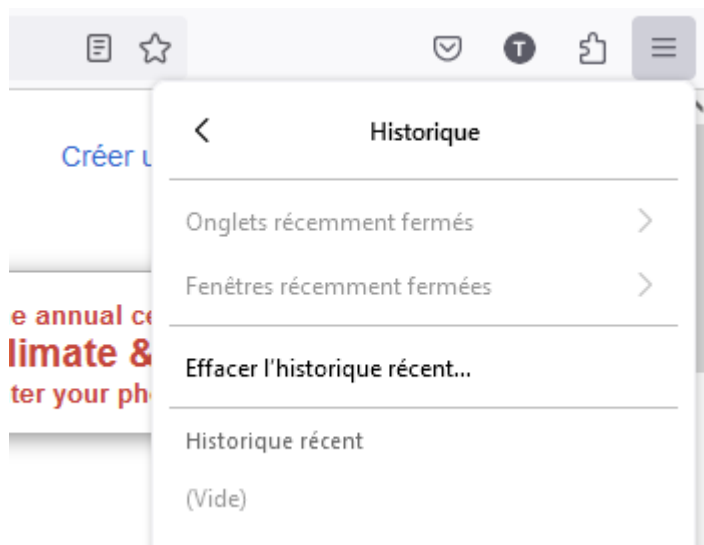 T
Historique
Créer u
Onglets récemment fermés
Fenêtres récemment fermées
e annual ce
limate &
ter your ph
Effacer l'historique récent...
Historique récent
(Vide)